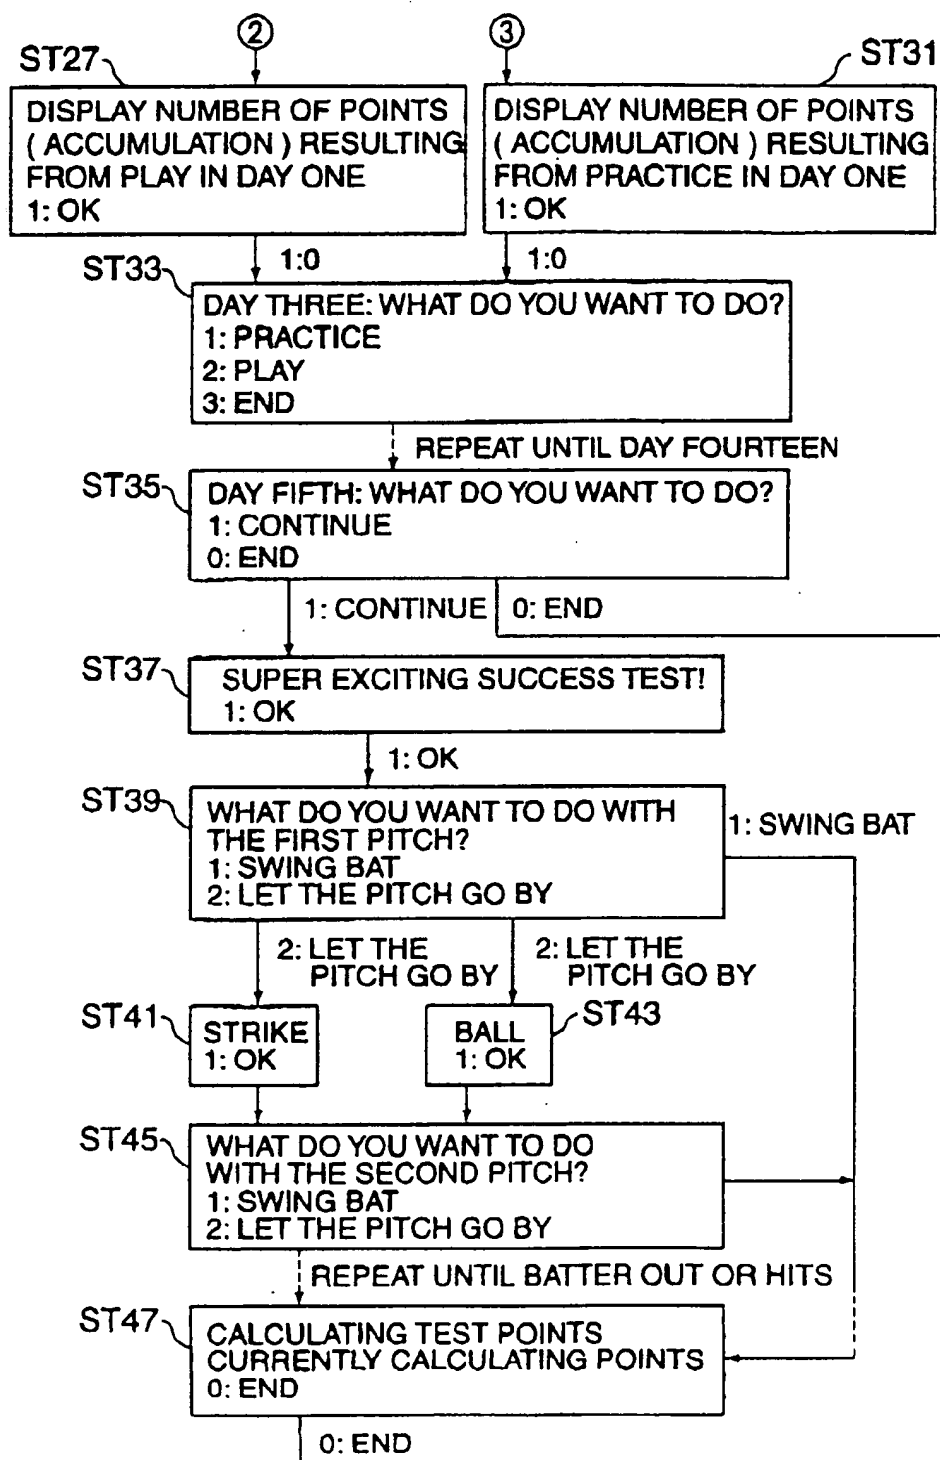 ② ③
ST27 ST31
DISPLAY NUMBER OF POINTS
( ACCUMULATION ) RESULTING
FROM PLAY IN DAY ONE
1: OK
DISPLAY NUMBER OF POINTS
( ACCUMULATION ) RESULTING
FROM PRACTICE IN DAY ONE
1: OK
1:0 1:0
ST33
DAY THREE: WHAT DO YOU WANT TO DO?
1: PRACTICE
2: PLAY
3: END
REPEAT UNTIL DAY FOURTEEN
ST35
DAY FIFTH: WHAT DO YOU WANT TO DO?
1: CONTINUE
0: END
1: CONTINUE 0: END
ST37
SUPER EXCITING SUCCESS TEST!
1: OK
1: OK
ST39
WHAT DO YOU WANT TO DO WITH
THE FIRST PITCH?
1: SWING BAT
2: LET THE PITCH GO BY
1: SWING BAT
2: LET THE
PITCH GO BY
2: LET THE
PITCH GO BY
ST41
STRIKE
1: OK
ST43
BALL
1: OK
ST45
WHAT DO YOU WANT TO DO
WITH THE SECOND PITCH?
1: SWING BAT
2: LET THE PITCH GO BY
REPEAT UNTIL BATTER OUT OR HITS
ST47
CALCULATING TEST POINTS
CURRENTLY CALCULATING POINTS
0: END
0: END